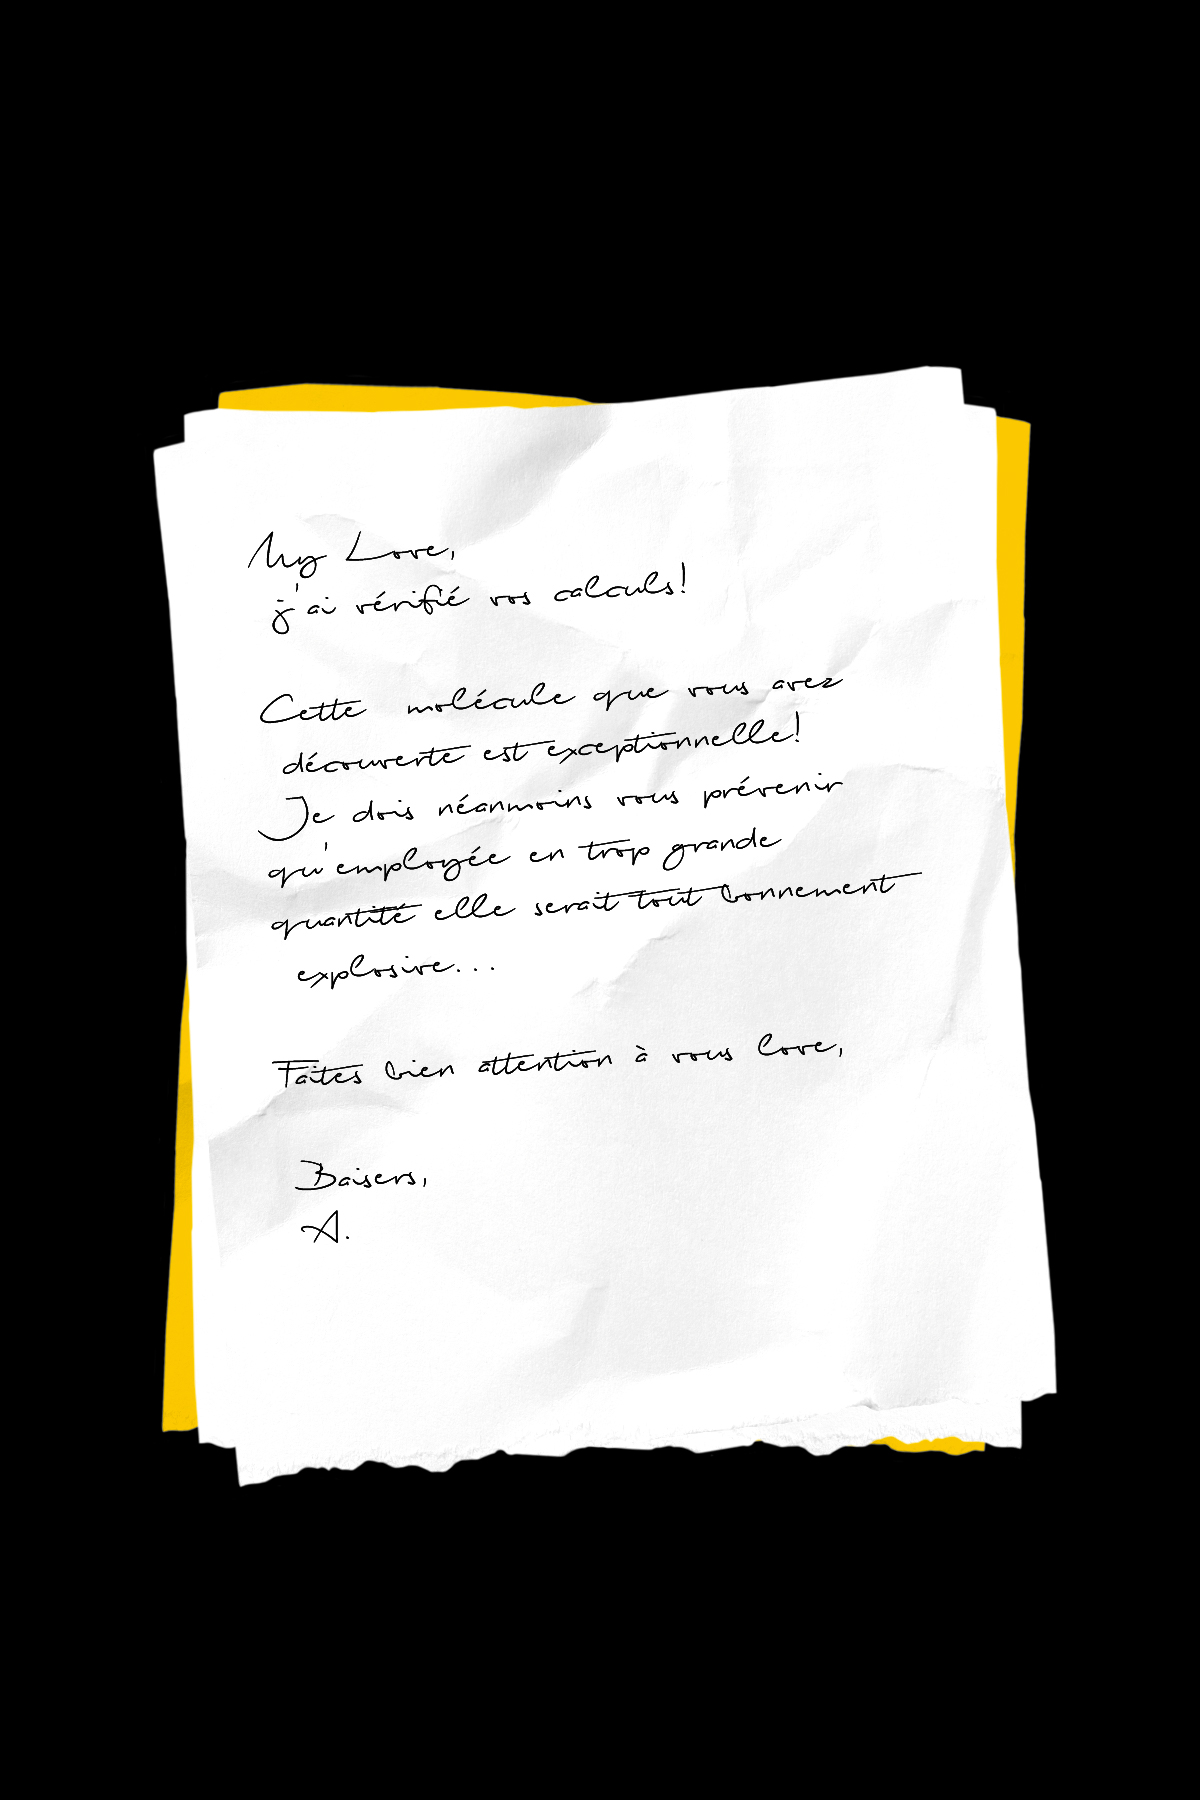 My Love,
j'ai vérifié vos calculs!
Cette molécule que vous avez
découverte est exceptionnelle!
Je dois néanmoins vous prévenir
qu'employée en trop grande
quantité elle serait tout bonnement
explosive...
Faites bien attention à vous love,
Baisers,
A.